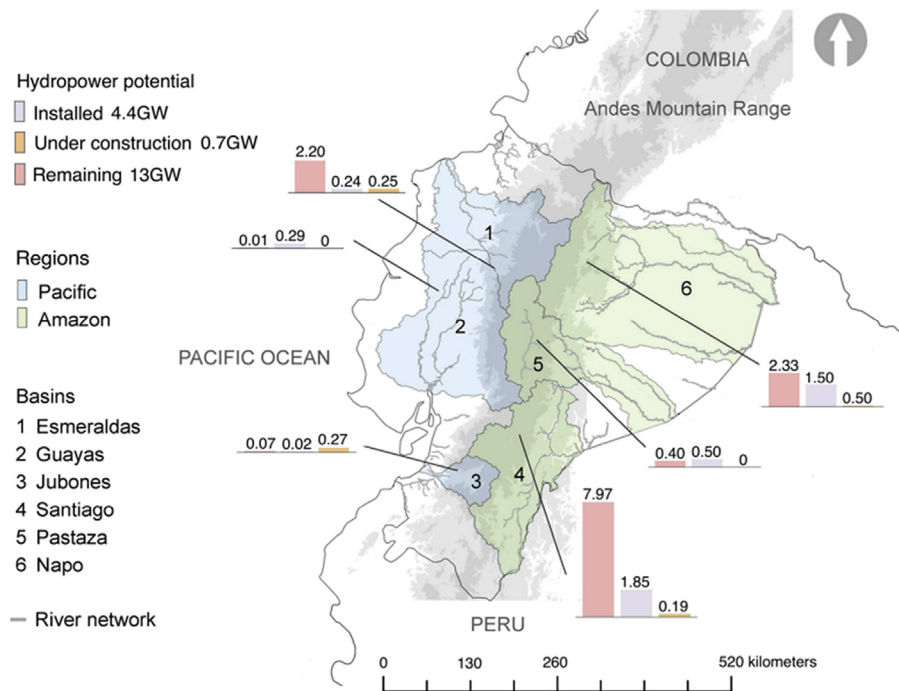 COLOMBIA
Andes Mountain Range
Hydropower potential
Installed 4.4GW
Under construction 0.7GW
Remaining 13GW
2.20
0.24 0.25
0.01 0.29 0
Regions
Pacific
Amazon
PACIFIC OCEAN
Basins
1 Esmeraldas
2 Guayas
3 Jubones
4 Santiago
5 Pastaza
6 Napo
River network
1
2
3
4
5
6
2.33
1.50
0.50
0.40 0.50 0
0.07 0.02 0.27
7.97
1.85
0.19
PERU
0 130 260 520 kilometers